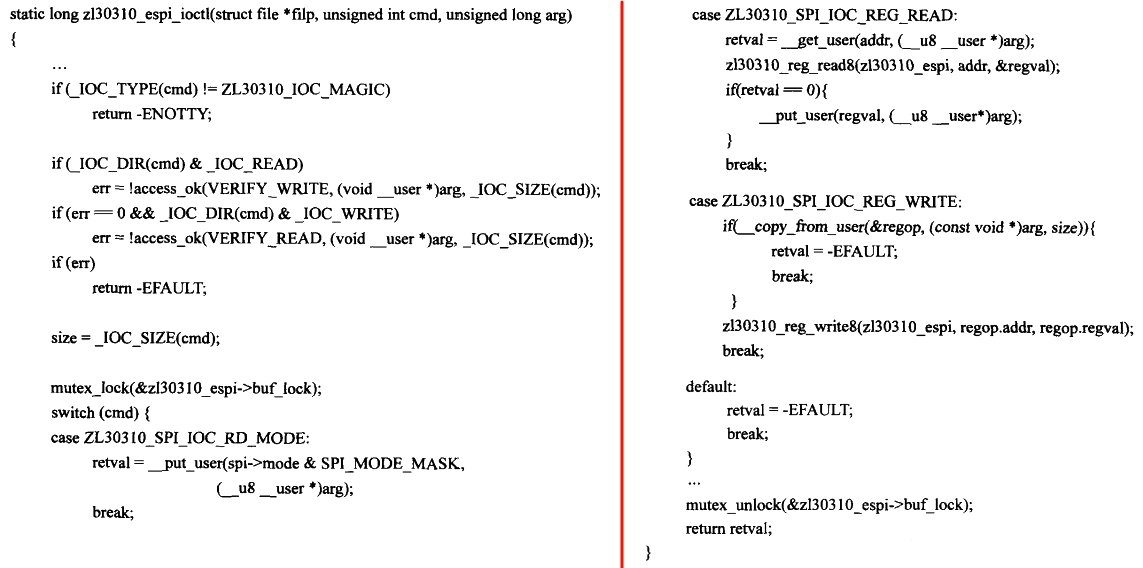 static long zl30310_espi_ioctl(struct file *filp, unsigned int cmd, unsigned long arg)
{
...
if (_IOC_TYPE(cmd) != ZL30310_IOC_MAGIC)
return -ENOTTY;
if (_IOC_DIR(cmd) & _IOC_READ)
err = !access_ok(VERIFY_WRITE, (void __user *)arg, _IOC_SIZE(cmd));
if (err == 0 && _IOC_DIR(cmd) & _IOC_WRITE)
err = !access_ok(VERIFY_READ, (void __user *)arg, _IOC_SIZE(cmd));
if (err)
return -EFAULT;
size = _IOC_SIZE(cmd);
mutex_lock(&zl30310_espi->buf_lock);
switch (cmd) {
case ZL30310_SPI_IOC_RD_MODE:
retval = __put_user(spi->mode & SPI_MODE_MASK,
(__u8 __user *)arg);
break;
case ZL30310_SPI_IOC_REG_READ:
retval = __get_user(addr, (__u8 __user *)arg);
zl30310_reg_read8(zl30310_espi, addr, &regval);
if(retval == 0){
__put_user(regval, (__u8 __user*)arg);
}
break;
case ZL30310_SPI_IOC_REG_WRITE:
if(__copy_from_user(&regop, (const void *)arg, size)){
retval = -EFAULT;
break;
}
zl30310_reg_write8(zl30310_espi, regop.addr, regop.regval);
break;
default:
retval = -EFAULT;
break;
}
...
mutex_unlock(&zl30310_espi->buf_lock);
return retval;
}